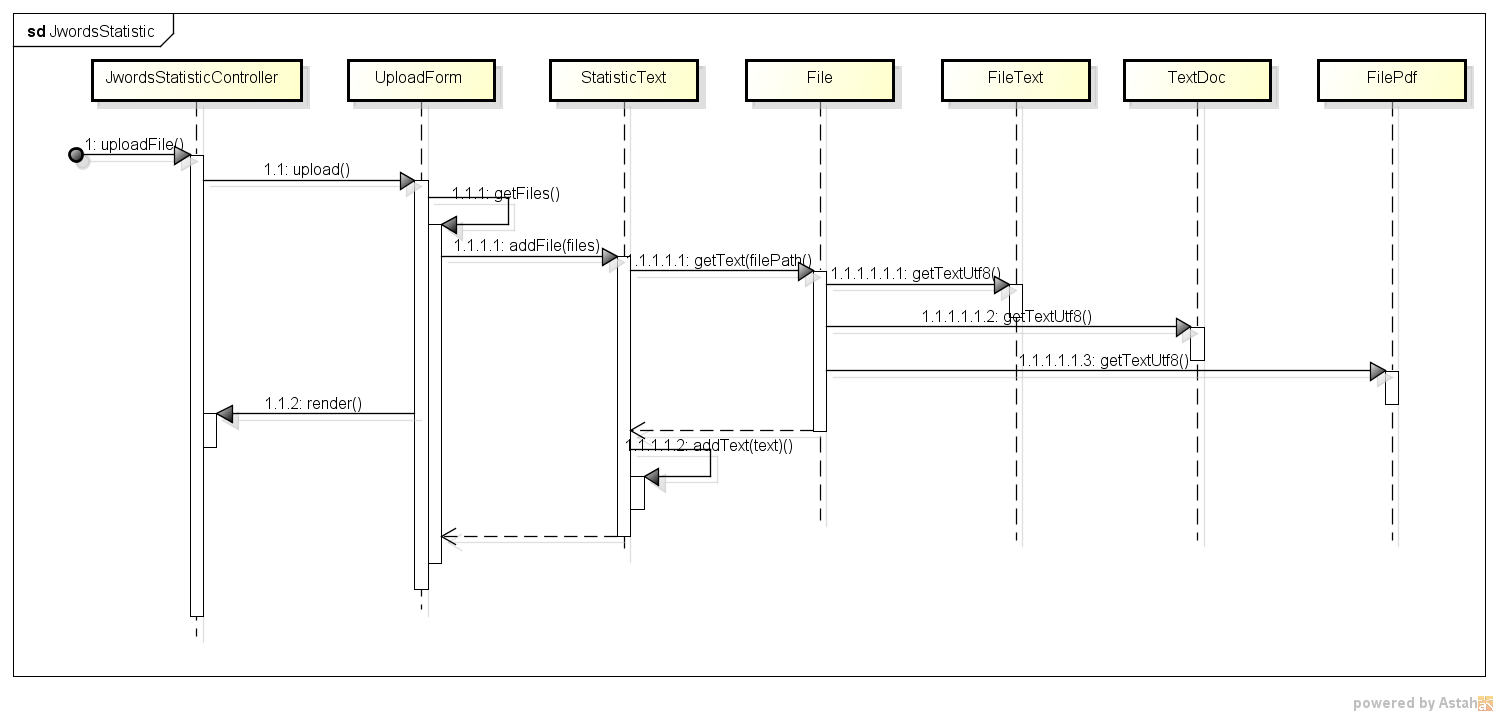 sd JwordsStatistic
JwordsStatisticController
UploadForm
StatisticText
File
FileText
TextDoc
FilePdf
1: uploadFile()
1.1: upload()
1.1.1: getFiles()
1.1.1.1: addFile(files)
1.1.1.1.1: getText(filePath()
1.1.1.1.1.1: getTextUtf8()
1.1.1.1.1.2: getTextUtf8()
1.1.1.1.1.3: getTextUtf8()
1.1.2: render()
1.1.1.1.2: addText(text)()
powered by Astah